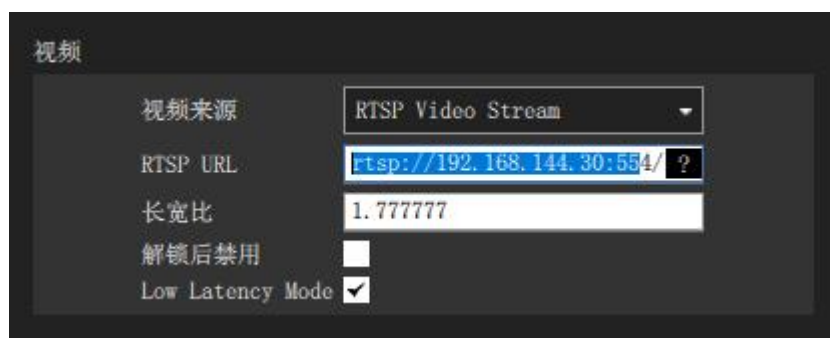 视频
视频来源 RTSP Video Stream
RTSP URL rtsp://192.168.144.30:554/ ?
长宽比 1.777777
解锁后禁用
Low Latency Mode